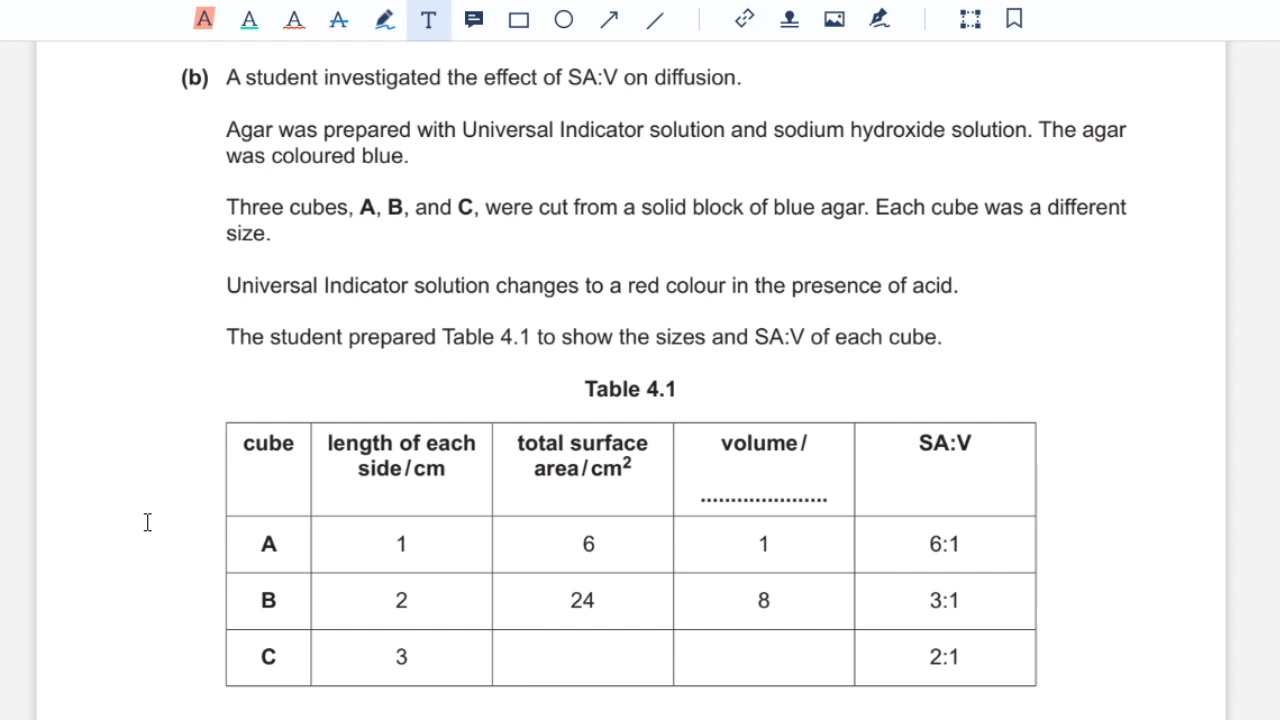 (b) A student investigated the effect of SA:V on diffusion.
Agar was prepared with Universal Indicator solution and sodium hydroxide solution. The agar
was coloured blue.
Three cubes, A, B, and C, were cut from a solid block of blue agar. Each cube was a different
size.
Universal Indicator solution changes to a red colour in the presence of acid.
The student prepared Table 4.1 to show the sizes and SA:V of each cube.
Table 4.1
cube length of each side/cm total surface area/cm² volume/ ..................... SA:V
A 1 6 1 6:1
B 2 24 8 3:1
C 3 2:1